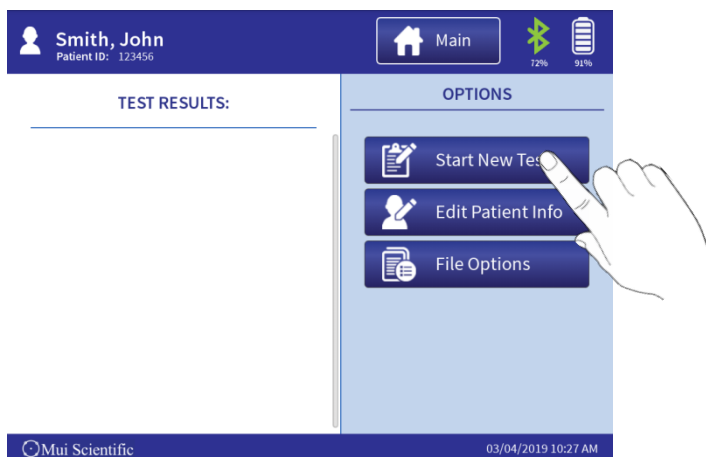 Smith, John
Patient ID: 123456
Main
72%
91%
TEST RESULTS:
OPTIONS
Start New Tes
Edit Patient Info
File Options
Mui Scientific
03/04/2019 10:27 AM